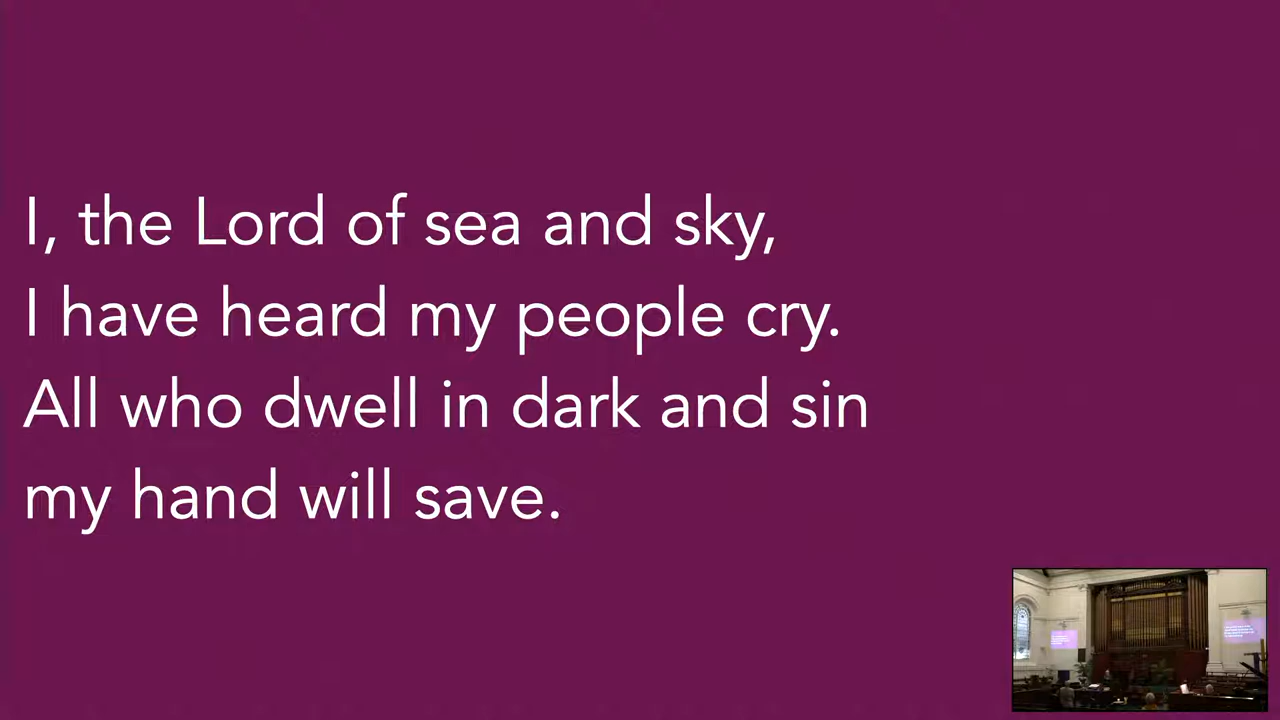 I, the Lord of sea and sky,
I have heard my people cry.
All who dwell in dark and sin
my hand will save.